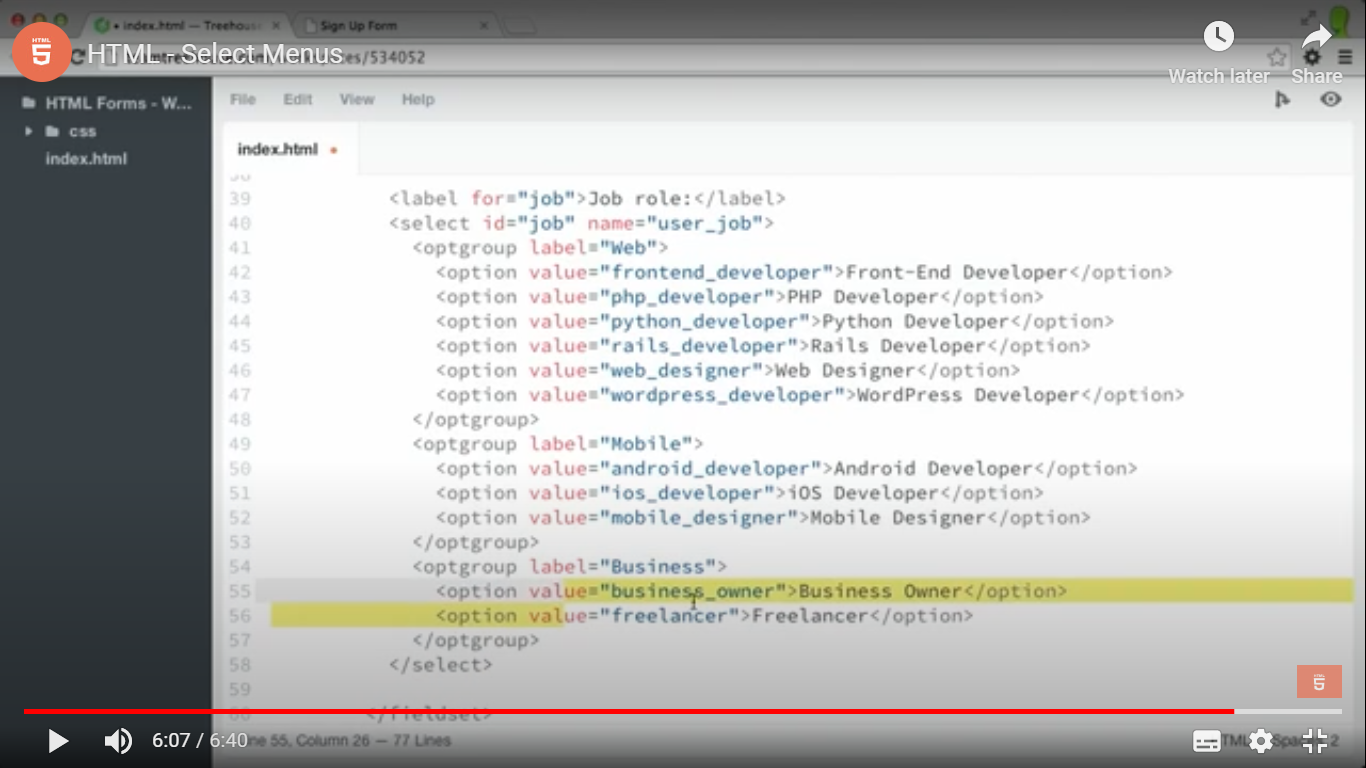 index.html — Treehouse
Sign Up Form
HTML
HTML - Select Menus
/534052
Watch later
Share
HTML Forms - W...
File Edit View Help
css
index.html
index.html
39 <label for="job">Job role:</label>
40 <select id="job" name="user_job">
41 <optgroup label="Web">
42 <option value="frontend_developer">Front-End Developer</option>
43 <option value="php_developer">PHP Developer</option>
44 <option value="python_developer">Python Developer</option>
45 <option value="rails_developer">Rails Developer</option>
46 <option value="web_designer">Web Designer</option>
47 <option value="wordpress_developer">WordPress Developer</option>
48 </optgroup>
49 <optgroup label="Mobile">
50 <option value="android_developer">Android Developer</option>
51 <option value="ios_developer">iOS Developer</option>
52 <option value="mobile_designer">Mobile Designer</option>
53 </optgroup>
54 <optgroup label="Business">
55 <option value="business_owner">Business Owner</option>
56 <option value="freelancer">Freelancer</option>
57 </optgroup>
58 </select>
59
60 </fieldset>
6:07 / 6:40
55, Column 26 — 77 Lines
2